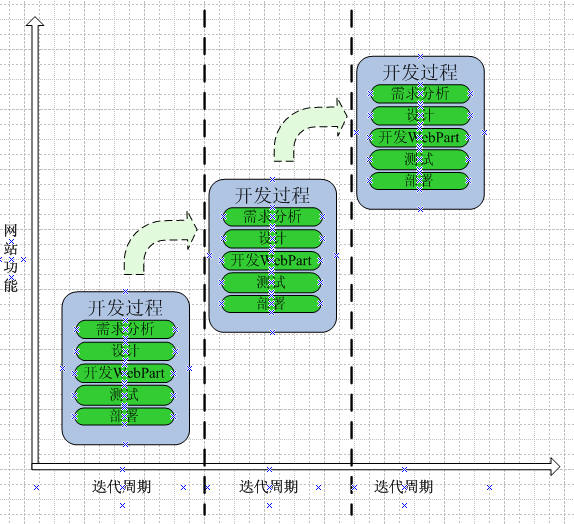 开发过程
需求分析
设计
开发WebPart
测试
部署
开发过程
需求分析
设计
开发WebPart
测试
部署
开发过程
需求分析
设计
开发WebPart
测试
部署
网站功能
迭代周期
迭代周期
迭代周期